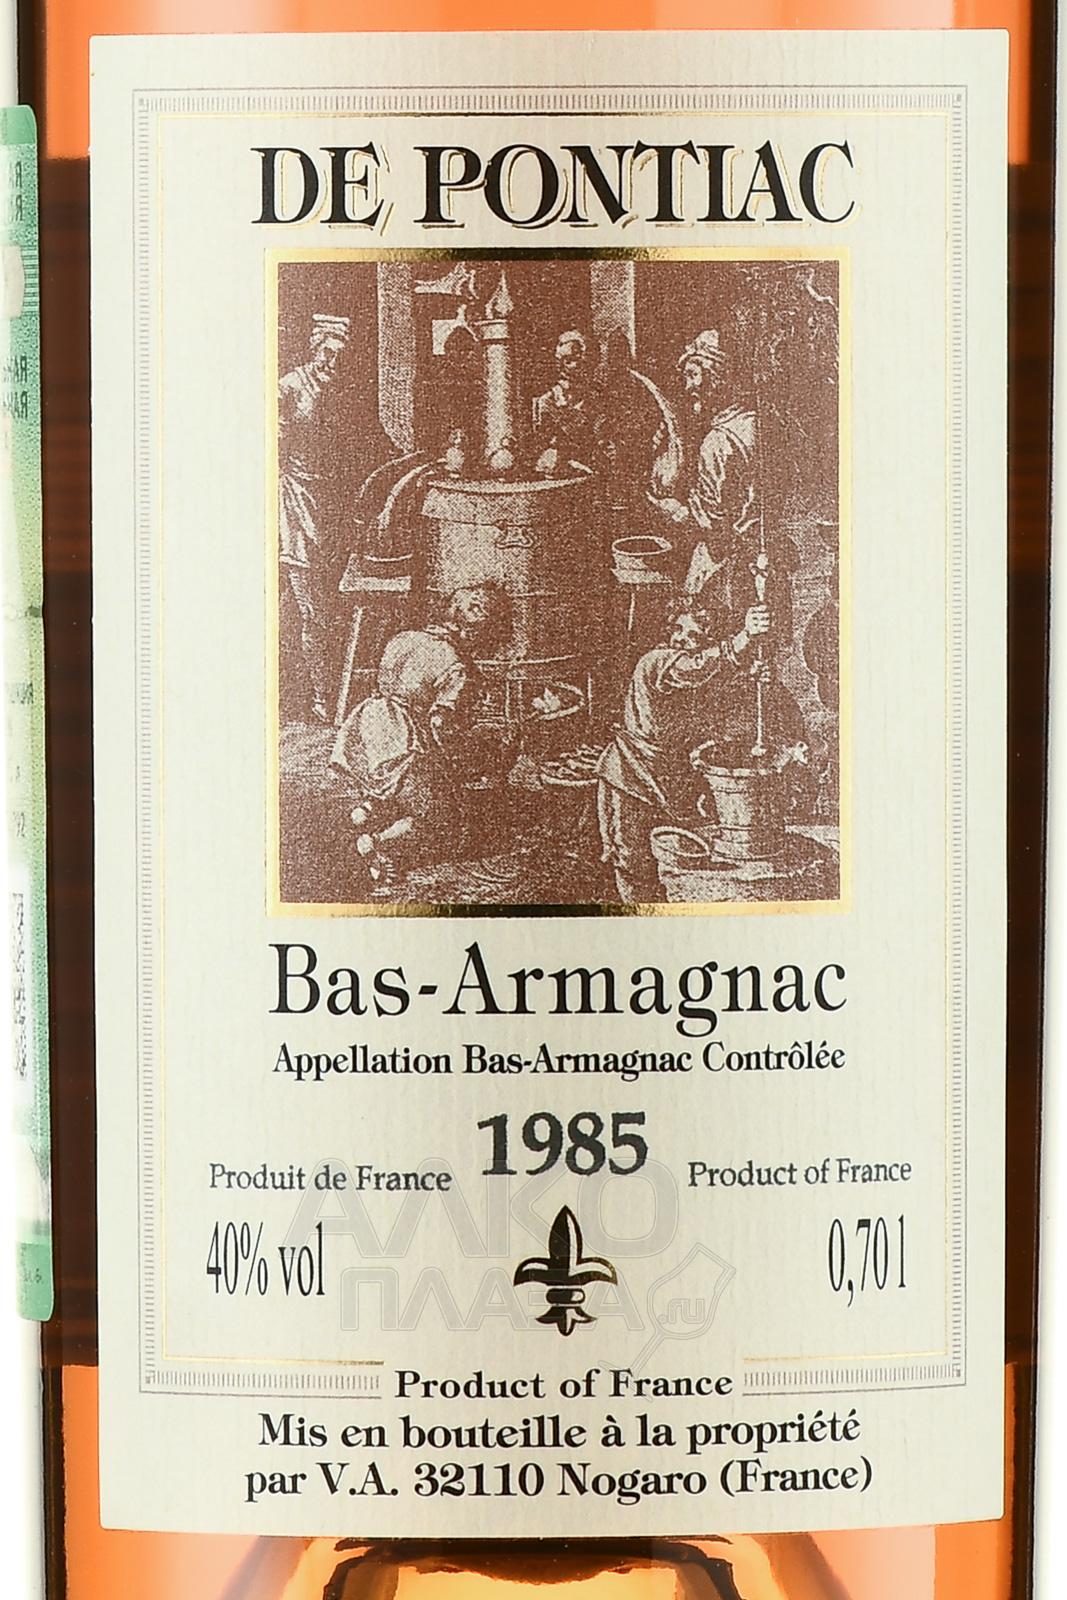 DE PONTIAC
Bas-Armagnac
Appellation Bas-Armagnac Contrôlée
1985
Produit de France
Product of France
40% vol
0,70 l
АЛКО
ПЛАЗА.ru
Product of France
Mis en bouteille à la propriété
par V.A. 32110 Nogaro (France)